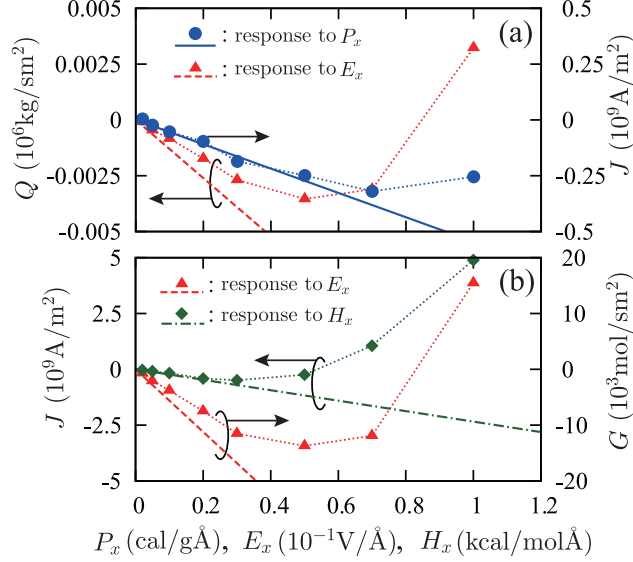 0.005 0.5
: response to Pₓ (a)
0.0025 : response to Eₓ 0.25
Q (10⁶kg/sm²) 0 0 J (10⁹A/m²)
-0.0025 -0.25
-0.005 -0.5
5 20
: response to Eₓ (b)
2.5 : response to Hₓ 10
J (10⁹A/m²) 0 0 G (10³mol/sm²)
-2.5 -10
-5 -20
0 0.2 0.4 0.6 0.8 1 1.2
Pₓ (cal/gÅ), Eₓ (10⁻¹V/Å), Hₓ (kcal/molÅ)